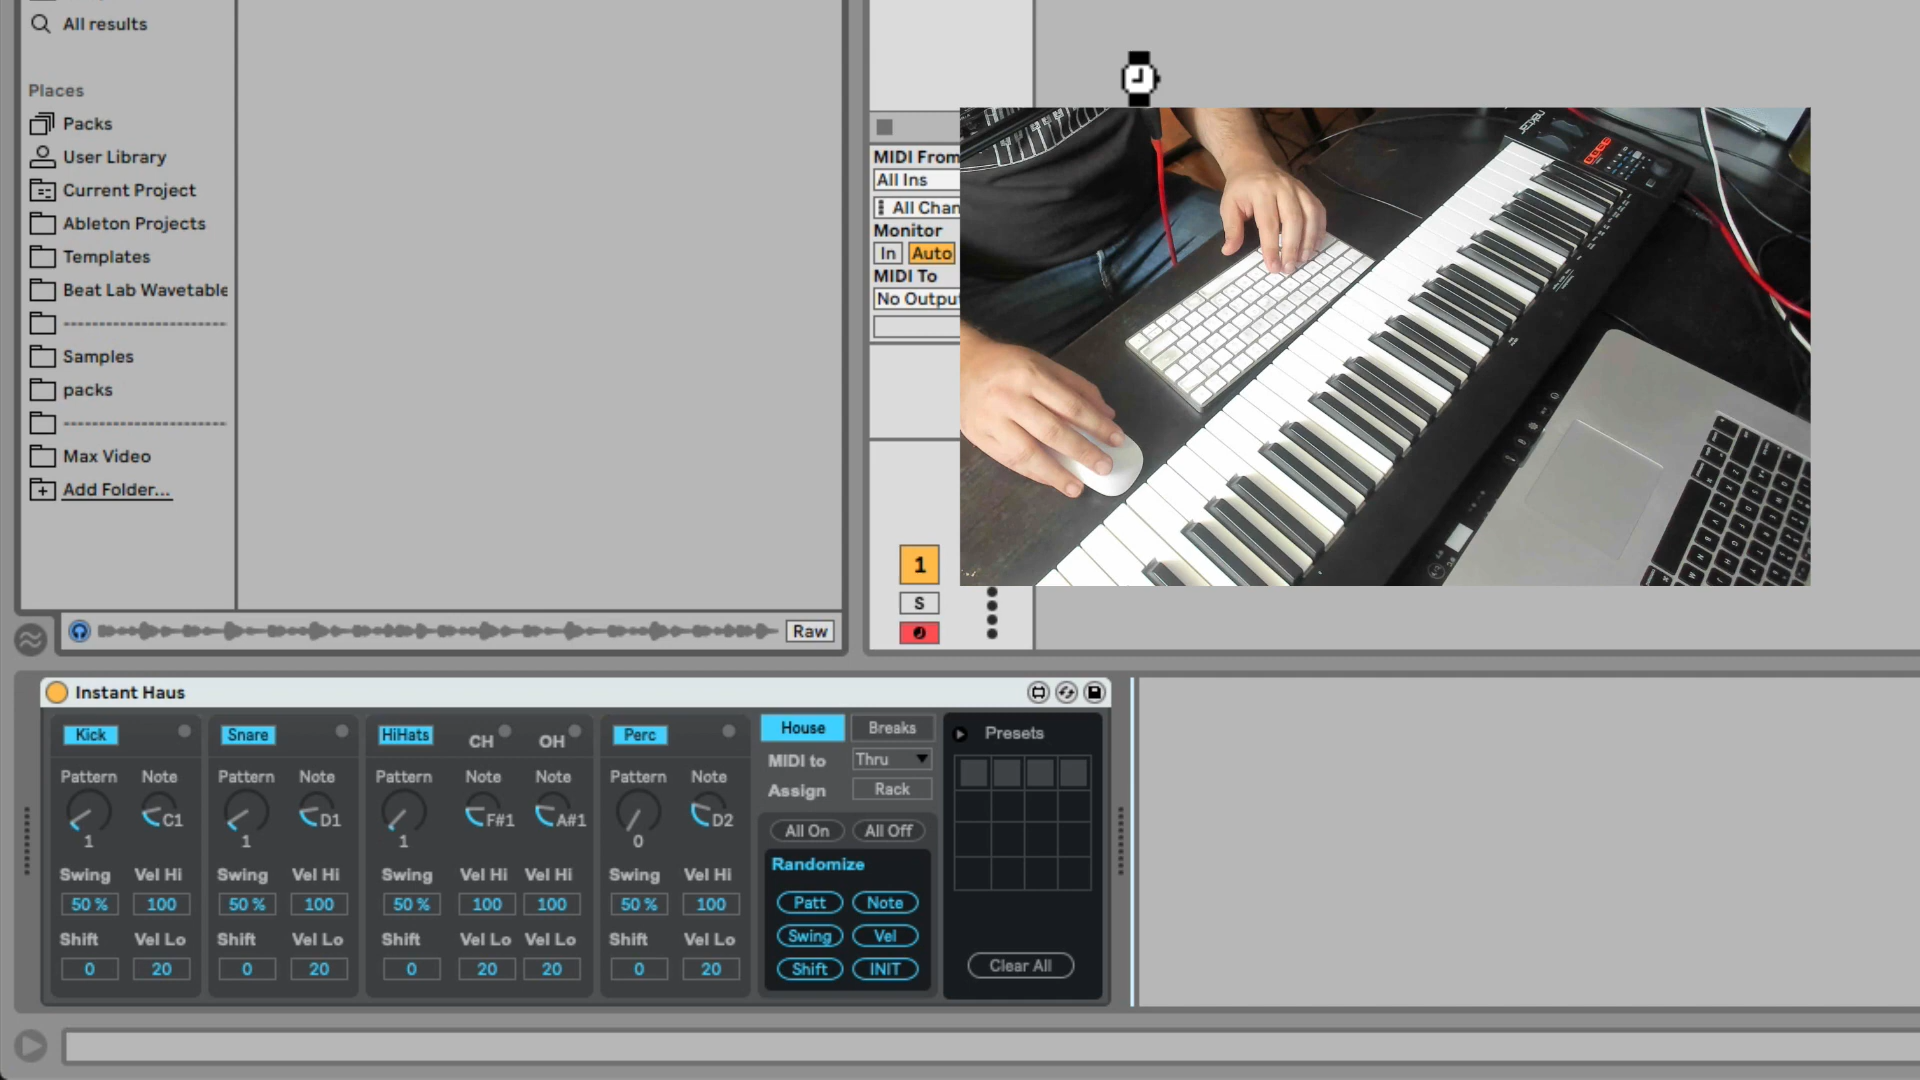 All results
Places
Packs
User Library
Current Project
Ableton Projects
Templates
Beat Lab Wavetable
------------------------
Samples
packs
------------------------
Max Video
Add Folder...
Raw
MIDI From
All Ins
All Chan
Monitor
In Auto
MIDI To
No Outpu
1
S
nektar
Instant Haus
Kick Snare HiHats CH OH Perc
Pattern Note Pattern Note Pattern Note Note Pattern Note
C1 D1 F#1 A#1 D2
1 1 1 0
Swing Vel Hi Swing Vel Hi Swing Vel Hi Vel Hi Swing Vel Hi
50 % 100 50 % 100 50 % 100 100 50 % 100
Shift Vel Lo Shift Vel Lo Shift Vel Lo Vel Lo Shift Vel Lo
0 20 0 20 0 20 20 0 20
House Breaks
MIDI to Thru
Assign Rack
All On All Off
Randomize
Patt Note
Swing Vel
Shift INIT
Presets
Clear All